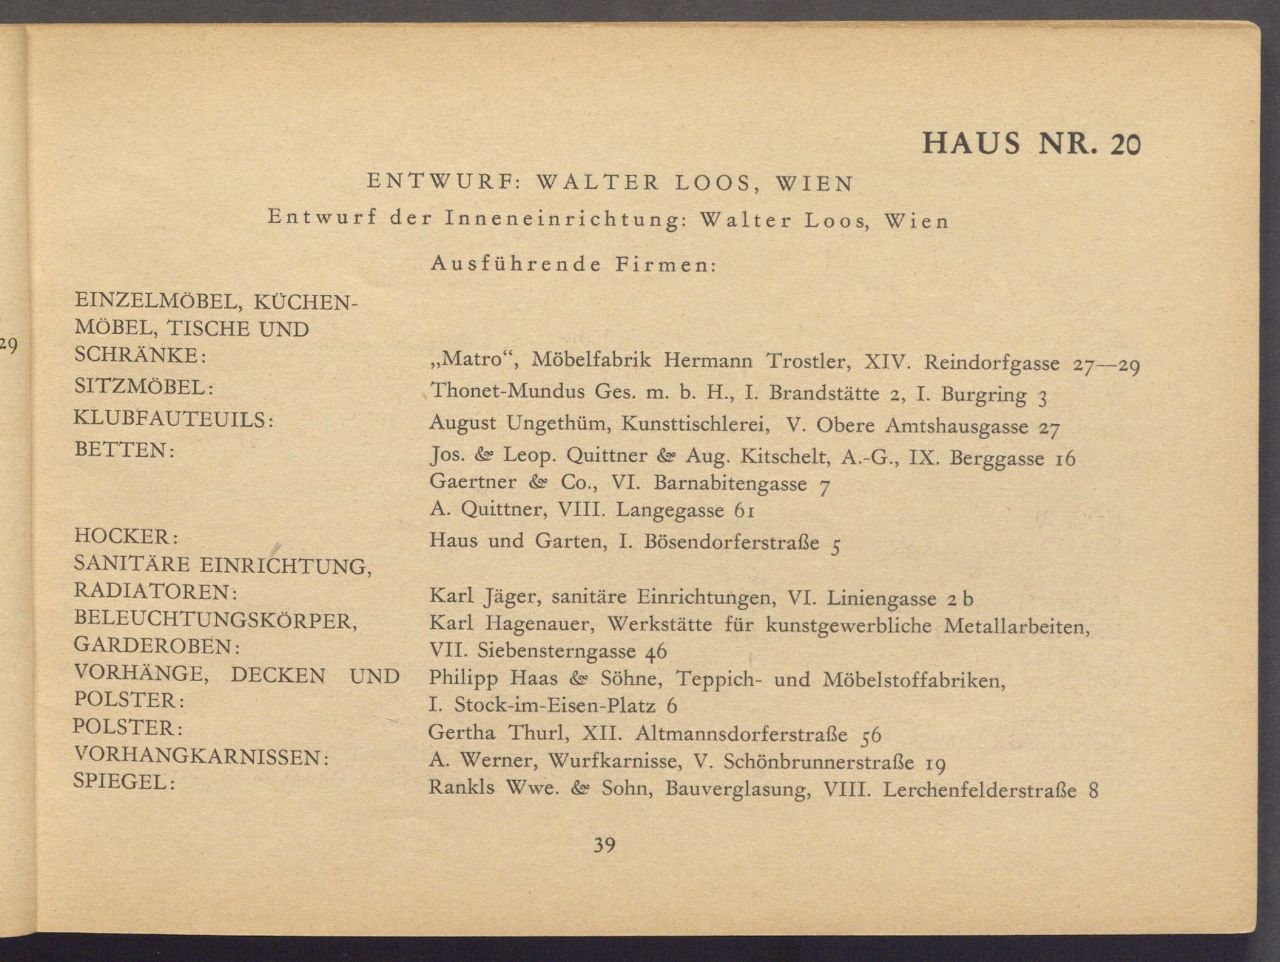 HAUS NR. 20
ENTWURF: WALTER LOOS, WIEN
Entwurf der Inneneinrichtung: Walter Loos, Wien
Ausführende Firmen:
EINZELMÖBEL, KÜCHEN-
MÖBEL, TISCHE UND
SCHRÄNKE: „Matro“, Möbelfabrik Hermann Trostler, XIV. Reindorfgasse 27—29
SITZMÖBEL: Thonet-Mundus Ges. m. b. H., I. Brandstätte 2, I. Burgring 3
KLUBFAUTEUILS: August Ungethüm, Kunsttischlerei, V. Obere Amtshausgasse 27
BETTEN: Jos. & Leop. Quittner & Aug. Kitschelt, A.-G., IX. Berggasse 16
Gaertner & Co., VI. Barnabitengasse 7
A. Quittner, VIII. Langegasse 61
HOCKER: Haus und Garten, I. Bösendorferstraße 5
SANITÄRE EINRICHTUNG,
RADIATOREN: Karl Jäger, sanitäre Einrichtungen, VI. Liniengasse 2 b
BELEUCHTUNGSKÖRPER, Karl Hagenauer, Werkstätte für kunstgewerbliche Metallarbeiten,
GARDEROBEN: VII. Siebensterngasse 46
VORHÄNGE, DECKEN UND Philipp Haas & Söhne, Teppich- und Möbelstoffabriken,
POLSTER: I. Stock-im-Eisen-Platz 6
POLSTER: Gertha Thurl, XII. Altmannsdorferstraße 56
VORHANGKARNISSEN: A. Werner, Wurfkarnisse, V. Schönbrunnerstraße 19
SPIEGEL: Rankls Wwe. & Sohn, Bauverglasung, VIII. Lerchenfelderstraße 8
39
29